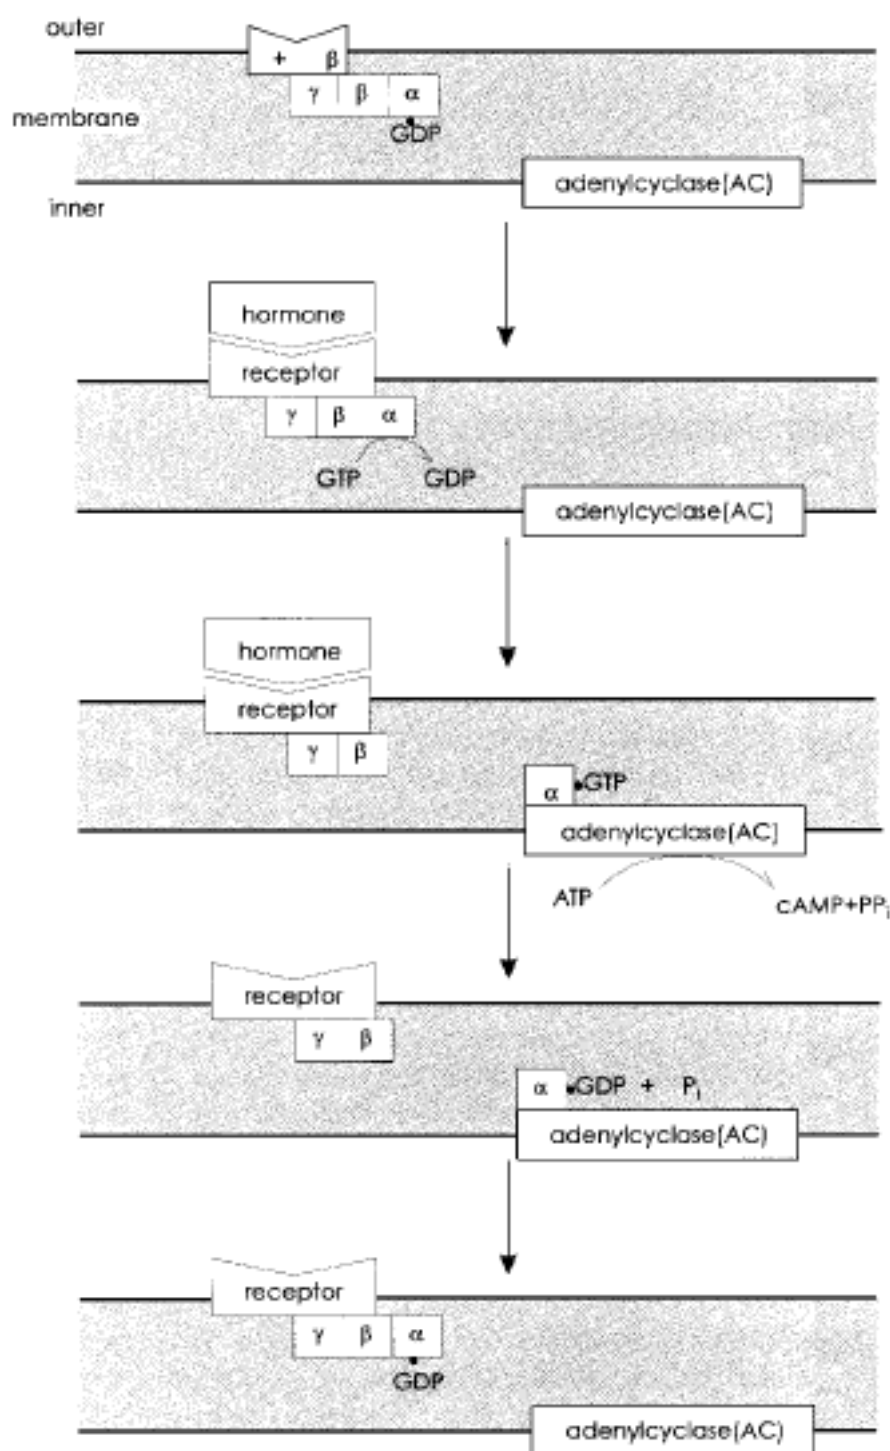 outer
+ β
γ β α
membrane
GDP
adenylcyclase(AC)
inner
hormone
receptor
γ β α
GTP GDP
adenylcyclase(AC)
hormone
receptor
γ β
α GTP
adenylcyclase(AC)
ATP cAMP+PPi
receptor
γ β
α GDP + Pi
adenylcyclase(AC)
receptor
γ β α
GDP
adenylcyclase(AC)